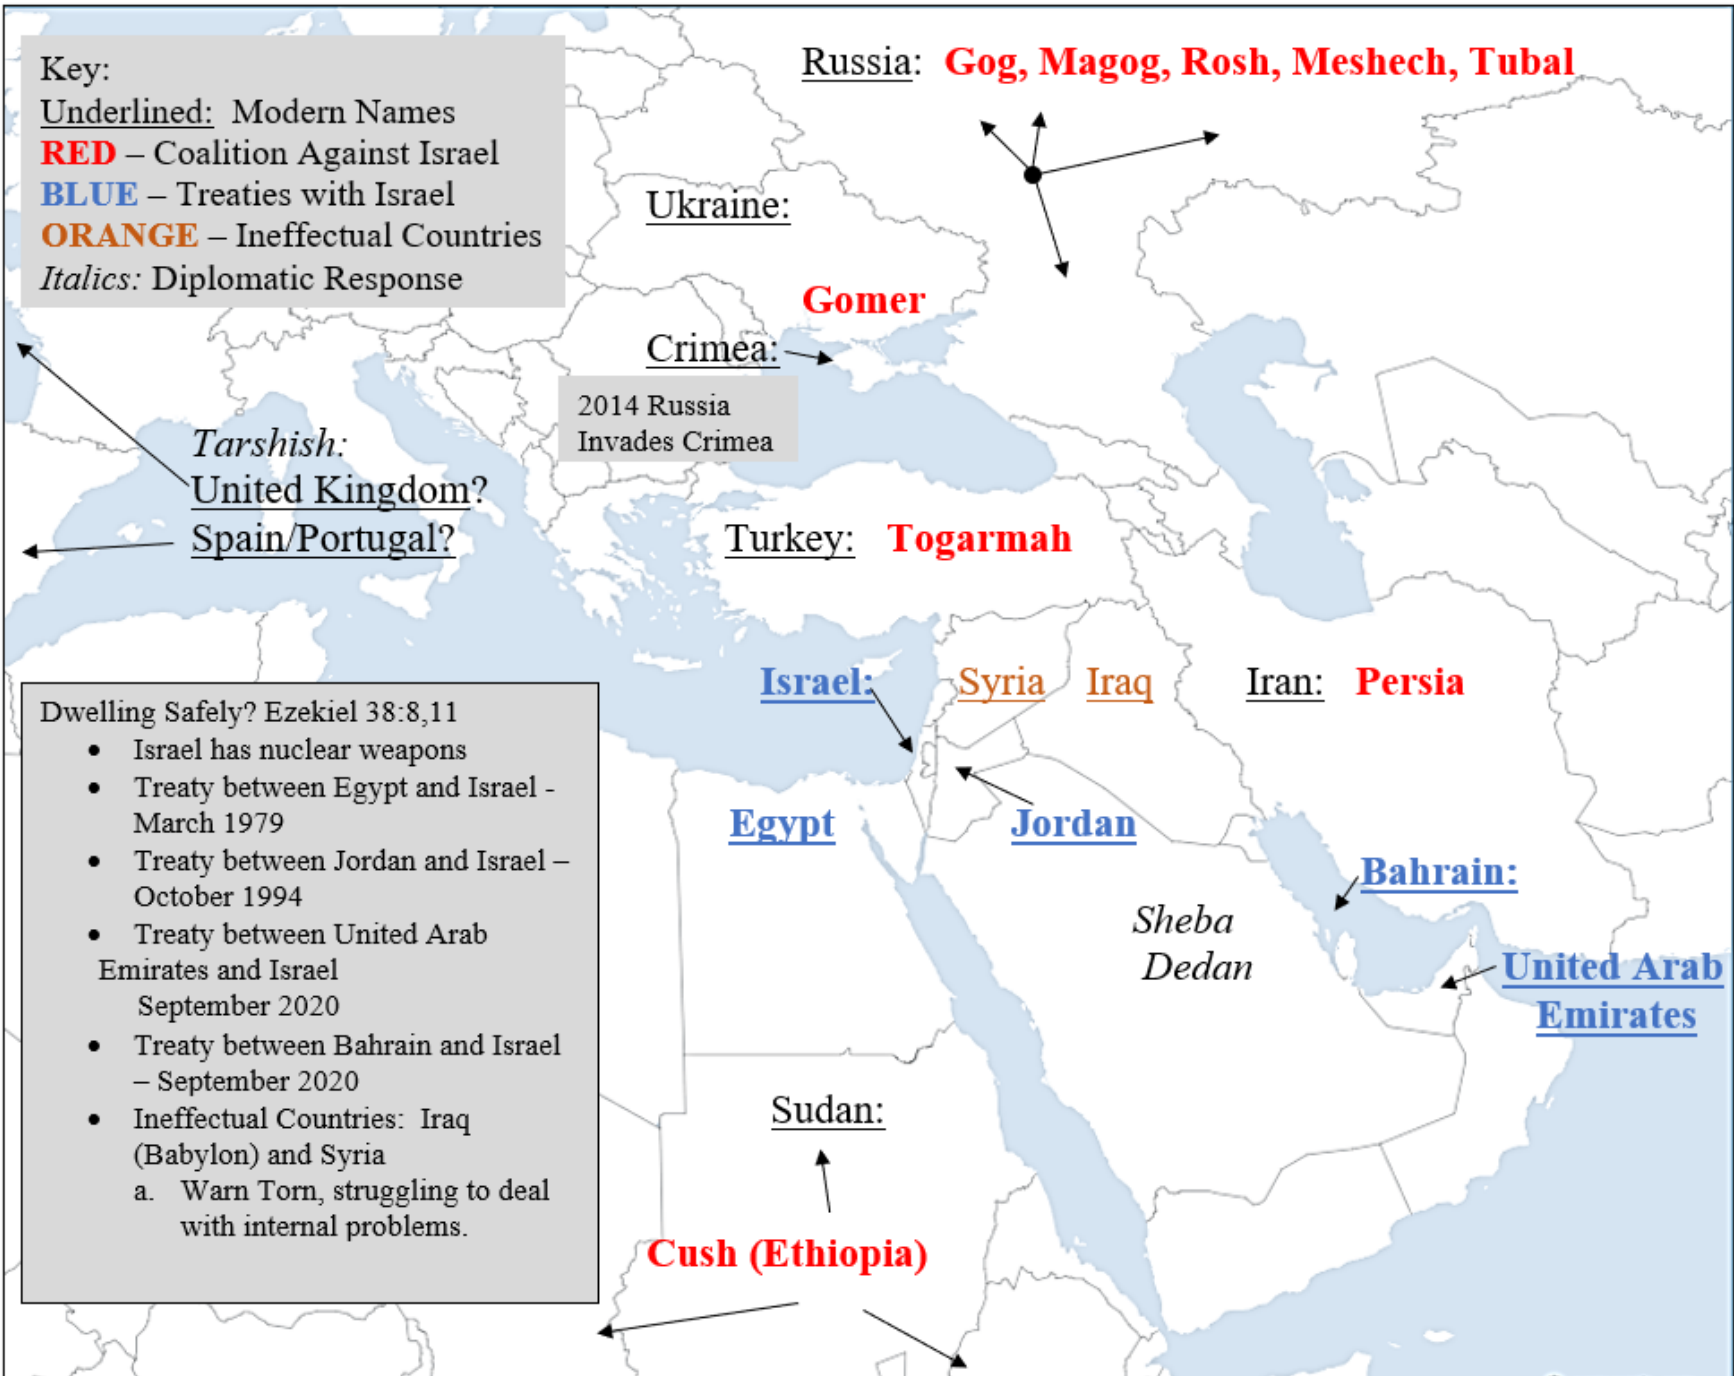 Key:
Underlined: Modern Names
RED – Coalition Against Israel
BLUE – Treaties with Israel
ORANGE – Ineffectual Countries
Italics: Diplomatic Response
Russia: Gog, Magog, Rosh, Meshech, Tubal
Ukraine:
Gomer
Crimea:
2014 Russia
Invades Crimea
Tarshish:
United Kingdom?
Spain/Portugal?
Turkey: Togarmah
Israel:
Syria
Iraq
Iran: Persia
Egypt
Jordan
Bahrain:
Sheba
Dedan
United Arab
Emirates
Dwelling Safely? Ezekiel 38:8,11
• Israel has nuclear weapons
• Treaty between Egypt and Israel -
March 1979
• Treaty between Jordan and Israel –
October 1994
• Treaty between United Arab
Emirates and Israel
September 2020
• Treaty between Bahrain and Israel
– September 2020
• Ineffectual Countries: Iraq
(Babylon) and Syria
a. Warn Torn, struggling to deal
with internal problems.
Sudan:
Cush (Ethiopia)